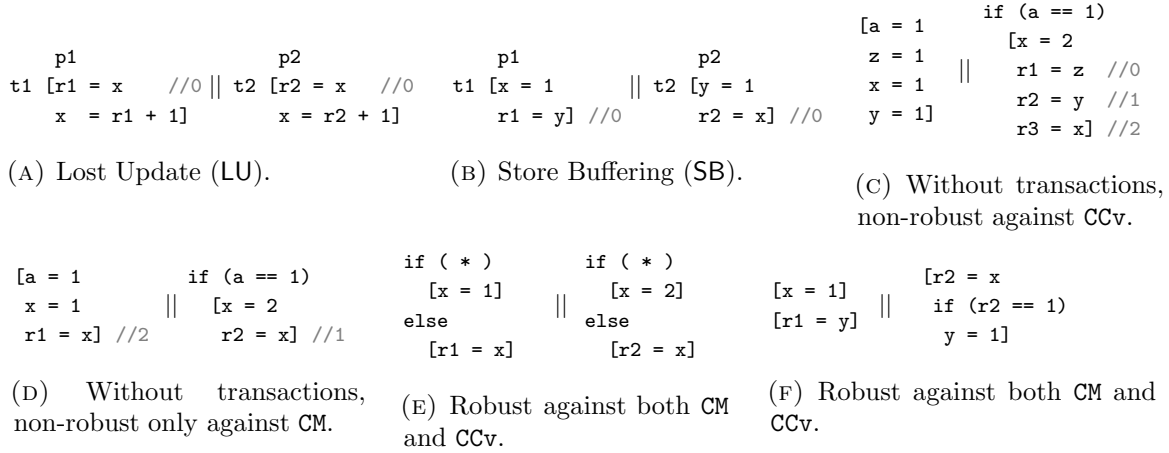 p1
t1 [r1 = x //0
x = r1 + 1]
||
p2
t2 [r2 = x //0
x = r2 + 1]
(A) Lost Update (LU).
p1
t1 [x = 1
r1 = y] //0
||
p2
t2 [y = 1
r2 = x] //0
(B) Store Buffering (SB).
[a = 1
z = 1
x = 1
y = 1]
||
if (a == 1)
[x = 2
r1 = z //0
r2 = y //1
r3 = x] //2
(C) Without transactions,
non-robust against CCv.
[a = 1
x = 1
r1 = x] //2
||
if (a == 1)
[x = 2
r2 = x] //1
(D) Without transactions,
non-robust only against CM.
if ( * )
[x = 1]
else
[r1 = x]
||
if ( * )
[x = 2]
else
[r2 = x]
(E) Robust against both CM
and CCv.
[x = 1]
[r1 = y]
||
[r2 = x
if (r2 == 1)
y = 1]
(F) Robust against both CM and
CCv.